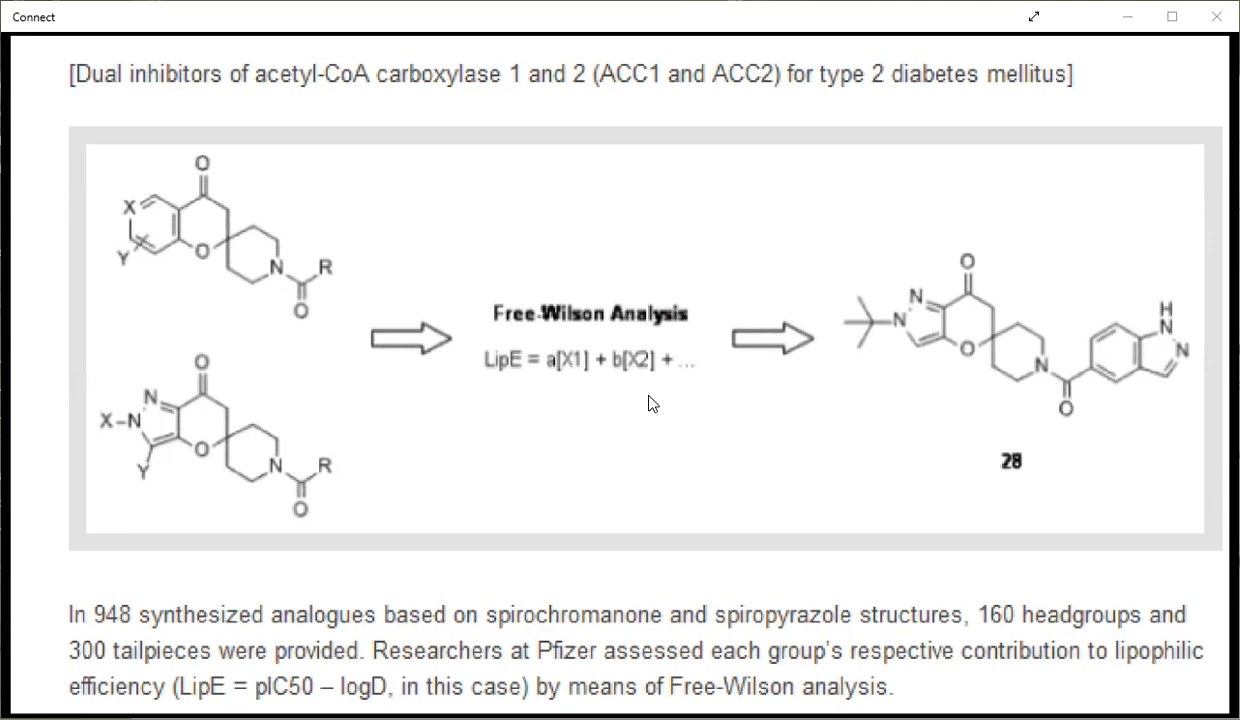 Connect
[Dual inhibitors of acetyl-CoA carboxylase 1 and 2 (ACC1 and ACC2) for type 2 diabetes mellitus]
O
X
Y
O
N
R
O
O
N
X-N
Y
O
N
R
O
Free-Wilson Analysis
LipE = a[X1] + b[X2] + ...
O
N
N
O
N
O
H
N
N
28
In 948 synthesized analogues based on spirochromanone and spiropyrazole structures, 160 headgroups and
300 tailpieces were provided. Researchers at Pfizer assessed each group's respective contribution to lipophilic
efficiency (LipE = pIC50 – logD, in this case) by means of Free-Wilson analysis.